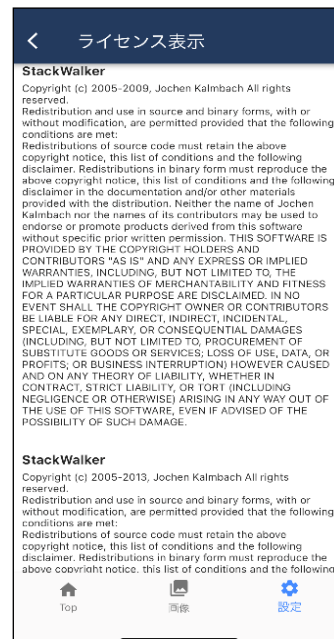 ライセンス表示
StackWalker
Copyright (c) 2005-2009, Jochen Kalmbach All rights
reserved.
Redistribution and use in source and binary forms, with or
without modification, are permitted provided that the following
conditions are met:
Redistributions of source code must retain the above
copyright notice, this list of conditions and the following
disclaimer. Redistributions in binary form must reproduce the
above copyright notice, this list of conditions and the following
disclaimer in the documentation and/or other materials
provided with the distribution. Neither the name of Jochen
Kalmbach nor the names of its contributors may be used to
endorse or promote products derived from this software
without specific prior written permission. THIS SOFTWARE IS
PROVIDED BY THE COPYRIGHT HOLDERS AND
CONTRIBUTORS "AS IS" AND ANY EXPRESS OR IMPLIED
WARRANTIES, INCLUDING, BUT NOT LIMITED TO, THE
IMPLIED WARRANTIES OF MERCHANTABILITY AND FITNESS
FOR A PARTICULAR PURPOSE ARE DISCLAIMED. IN NO
EVENT SHALL THE COPYRIGHT OWNER OR CONTRIBUTORS
BE LIABLE FOR ANY DIRECT, INDIRECT, INCIDENTAL,
SPECIAL, EXEMPLARY, OR CONSEQUENTIAL DAMAGES
(INCLUDING, BUT NOT LIMITED TO, PROCUREMENT OF
SUBSTITUTE GOODS OR SERVICES; LOSS OF USE, DATA, OR
PROFITS; OR BUSINESS INTERRUPTION) HOWEVER CAUSED
AND ON ANY THEORY OF LIABILITY, WHETHER IN
CONTRACT, STRICT LIABILITY, OR TORT (INCLUDING
NEGLIGENCE OR OTHERWISE) ARISING IN ANY WAY OUT OF
THE USE OF THIS SOFTWARE, EVEN IF ADVISED OF THE
POSSIBILITY OF SUCH DAMAGE.
StackWalker
Copyright (c) 2005-2013, Jochen Kalmbach All rights
reserved.
Redistribution and use in source and binary forms, with or
without modification, are permitted provided that the following
conditions are met:
Redistributions of source code must retain the above
copyright notice, this list of conditions and the following
disclaimer. Redistributions in binary form must reproduce the
above copyright notice, this list of conditions and the following
Top
画像
設定